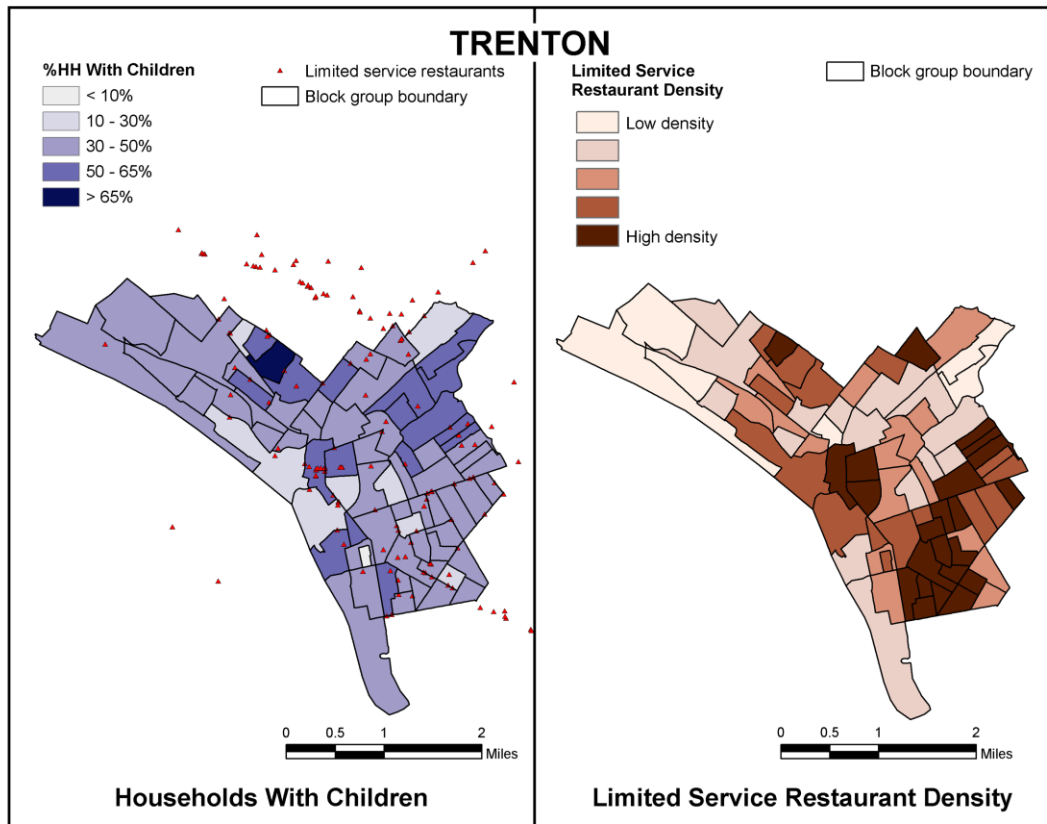 TRENTON
%HH With Children
< 10%
10 - 30%
30 - 50%
50 - 65%
> 65%
Limited service restaurants
Block group boundary
0 0.5 1 2
Miles
Households With Children
Limited Service
Restaurant Density
Low density
High density
Block group boundary
0 0.5 1 2
Miles
Limited Service Restaurant Density